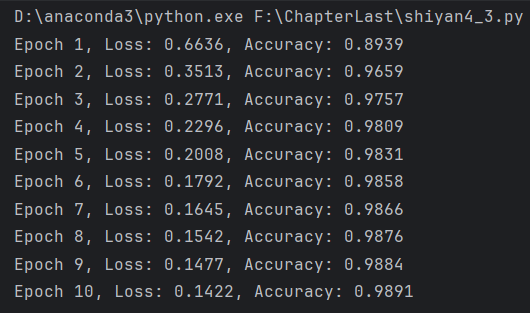 D:\anaconda3\python.exe F:\ChapterLast\shiyan4_3.py
Epoch 1, Loss: 0.6636, Accuracy: 0.8939
Epoch 2, Loss: 0.3513, Accuracy: 0.9659
Epoch 3, Loss: 0.2771, Accuracy: 0.9757
Epoch 4, Loss: 0.2296, Accuracy: 0.9809
Epoch 5, Loss: 0.2008, Accuracy: 0.9831
Epoch 6, Loss: 0.1792, Accuracy: 0.9858
Epoch 7, Loss: 0.1645, Accuracy: 0.9866
Epoch 8, Loss: 0.1542, Accuracy: 0.9876
Epoch 9, Loss: 0.1477, Accuracy: 0.9884
Epoch 10, Loss: 0.1422, Accuracy: 0.9891